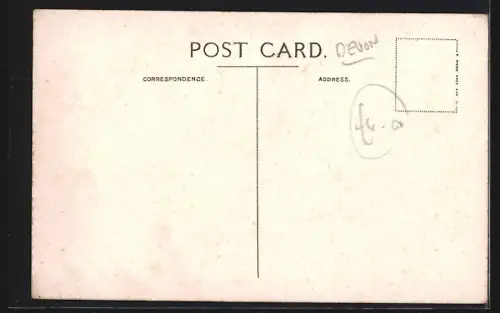 POST CARD.
DEVON
CORRESPONDENCE.
ADDRESS.